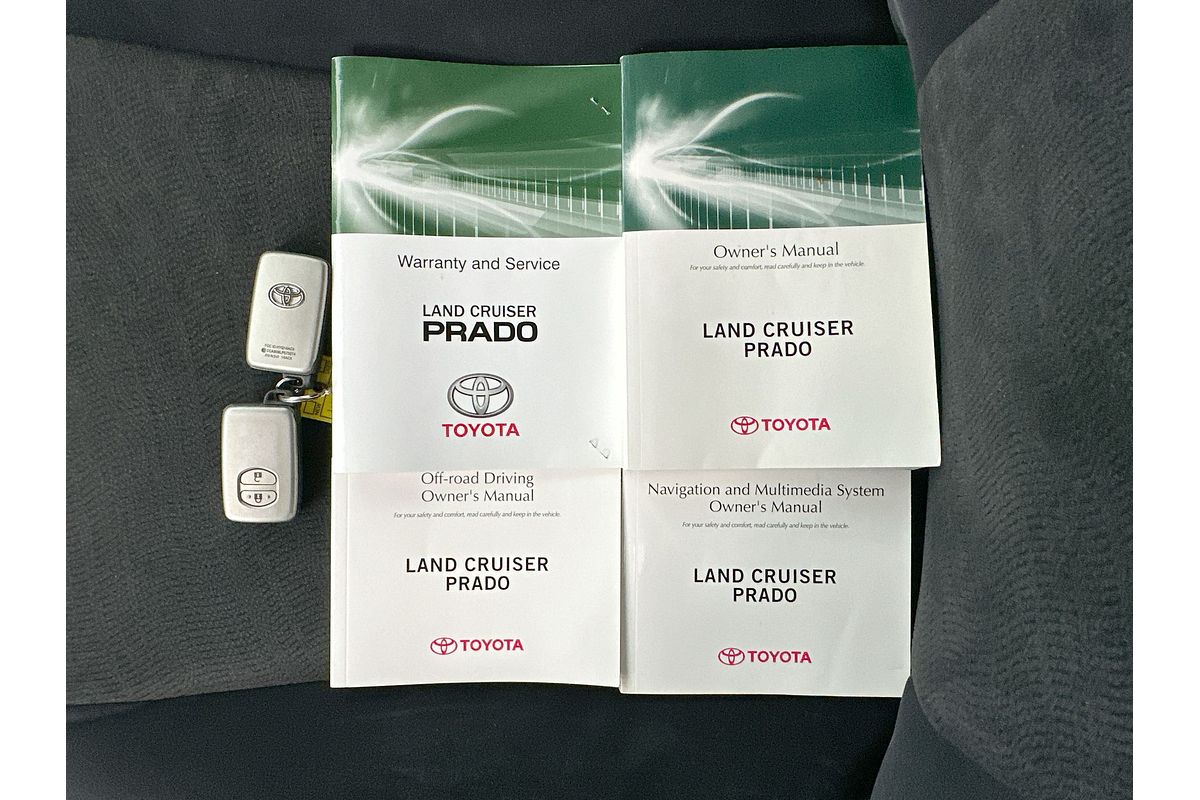 Warranty and Service
LAND CRUISER
PRADO
TOYOTA
Owner's Manual
For your safety and comfort, read carefully and keep in the vehicle.
LAND CRUISER
PRADO
TOYOTA
Off-road Driving
Owner's Manual
For your safety and comfort, read carefully and keep in the vehicle.
LAND CRUISER
PRADO
TOYOTA
Navigation and Multimedia System
Owner's Manual
For your safety and comfort, read carefully and keep in the vehicle.
LAND CRUISER
PRADO
TOYOTA